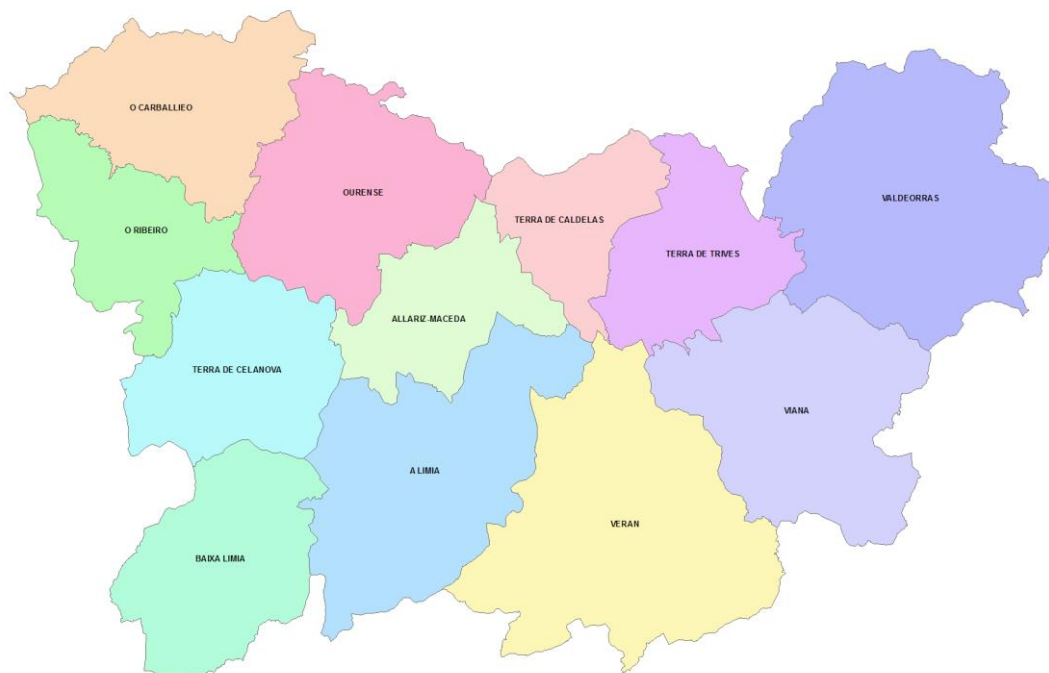 O CARBALLIEO
OURENSE
VALDEORRAS
TERRA DE CALDELAS
O RIBEIRO
TERRA DE TRIVES
ALLARIZ-MACEDA
TERRA DE CELANOVA
VIANA
A LIMIA
VERAN
BAIXA LIMIA